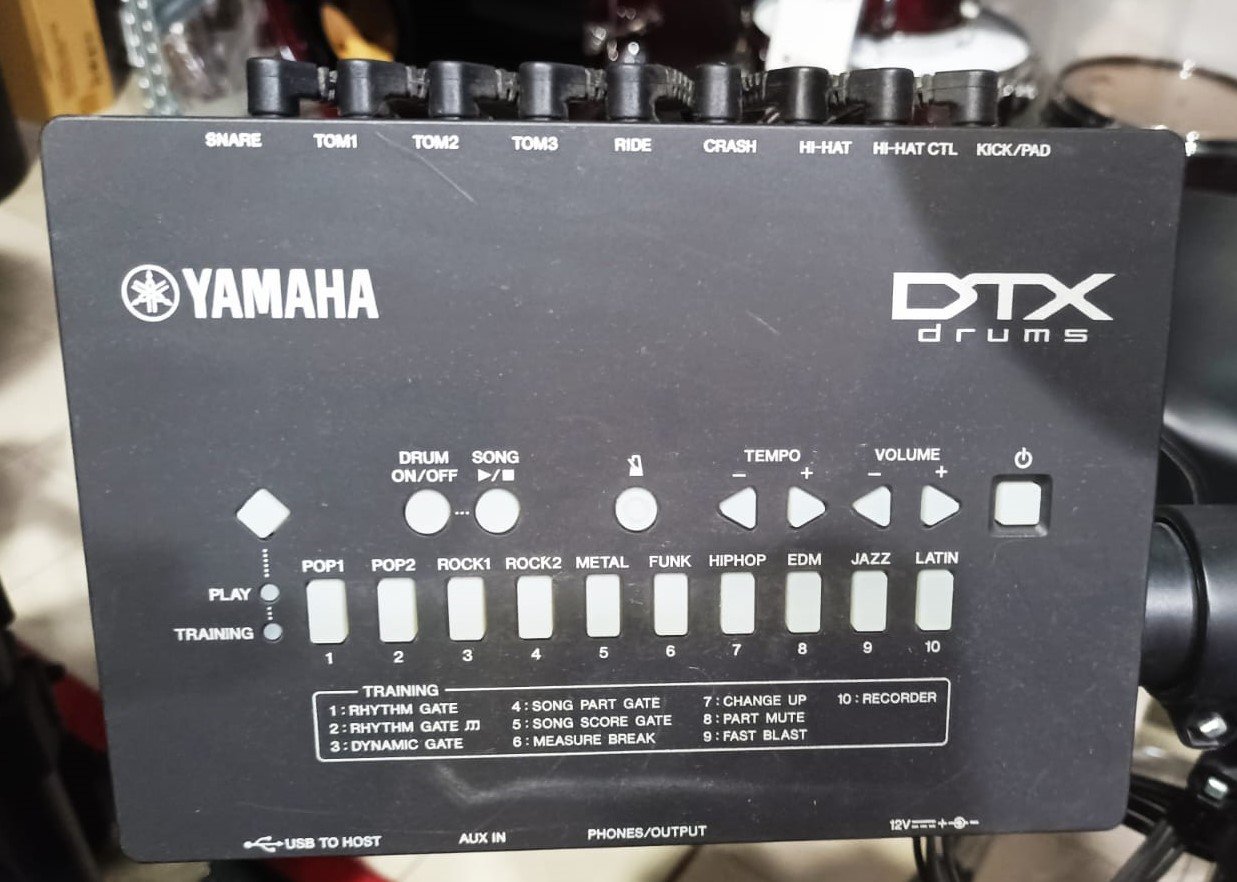 SNARE TOM1 TOM2 TOM3 RIDE CRASH HI-HAT HI-HAT CTL KICK/PAD
YAMAHA
DTX
drums
DRUM ON/OFF
SONG ▶/■
TEMPO
− +
VOLUME
− +
POP1 POP2 ROCK1 ROCK2 METAL FUNK HIPHOP EDM JAZZ LATIN
PLAY
TRAINING
1 2 3 4 5 6 7 8 9 10
TRAINING
1 : RHYTHM GATE
2 : RHYTHM GATE
3 : DYNAMIC GATE
4 : SONG PART GATE
5 : SONG SCORE GATE
6 : MEASURE BREAK
7 : CHANGE UP
8 : PART MUTE
9 : FAST BLAST
10 : RECORDER
USB TO HOST
AUX IN
PHONES/OUTPUT
12V